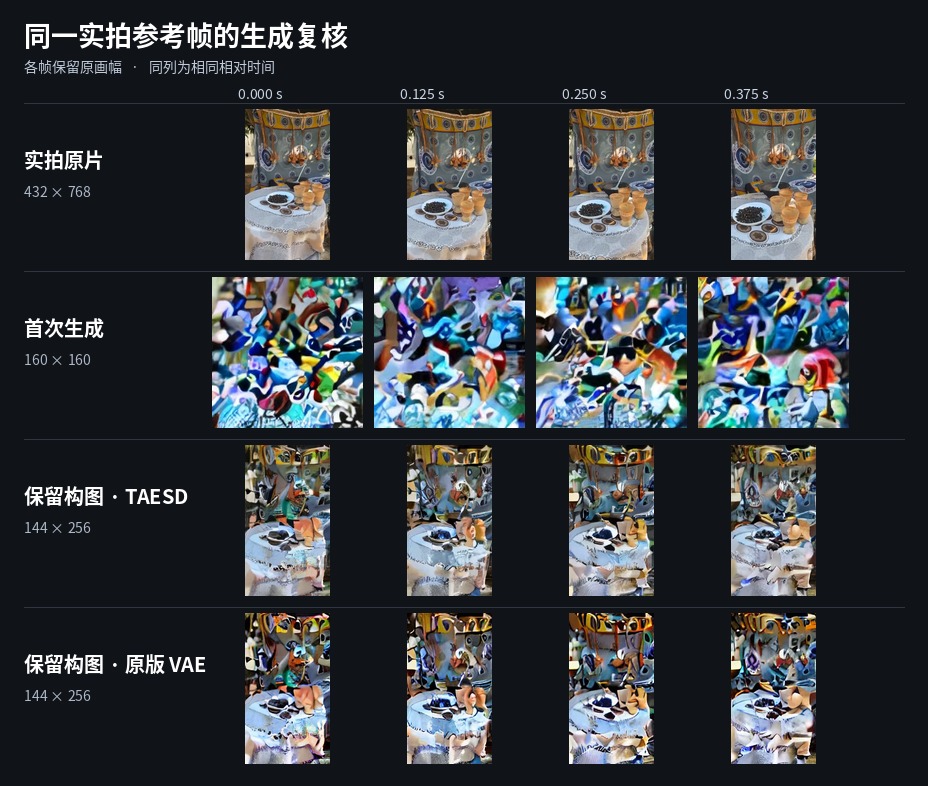 同一实拍参考帧的生成复核
各帧保留原画幅 · 同列为相同相对时间
0.000 s
0.125 s
0.250 s
0.375 s
实拍原片
432 × 768
首次生成
160 × 160
保留构图 · TAESD
144 × 256
保留构图 · 原版 VAE
144 × 256